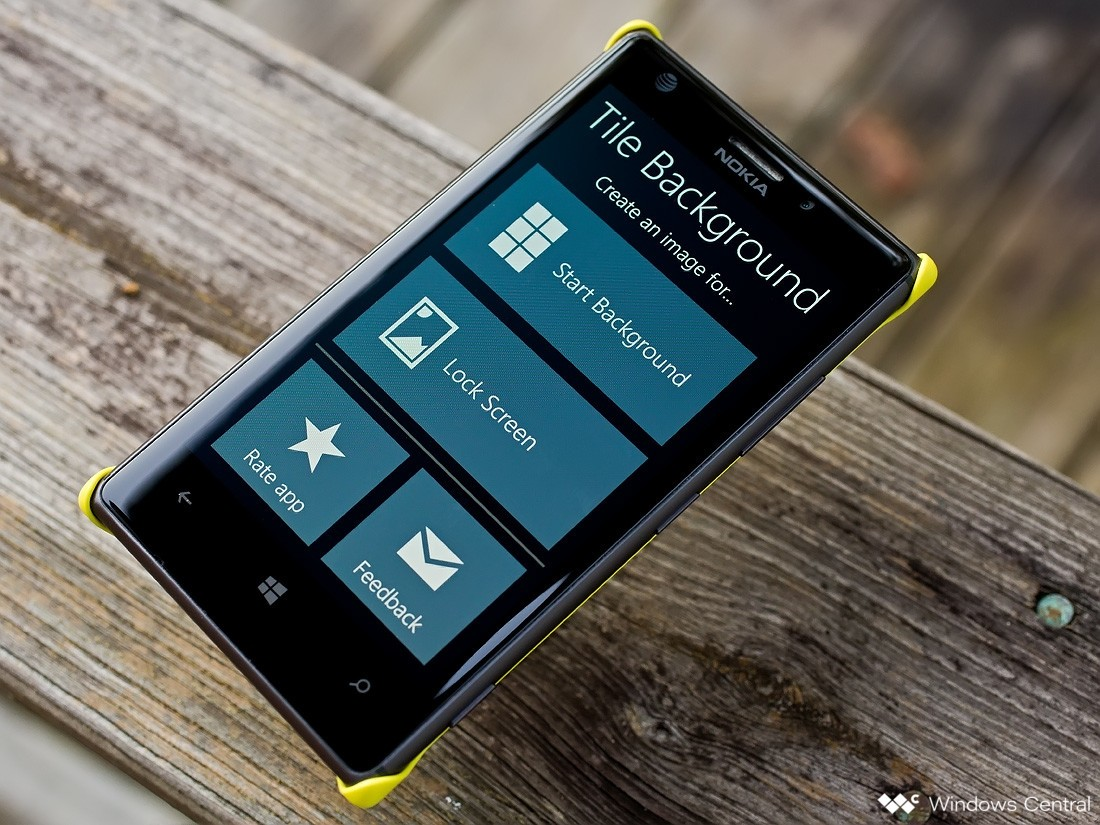 NOKIA
Tile Background
Create an image for...
Start Background
Lock Screen
Rate app
Feedback
Windows Central